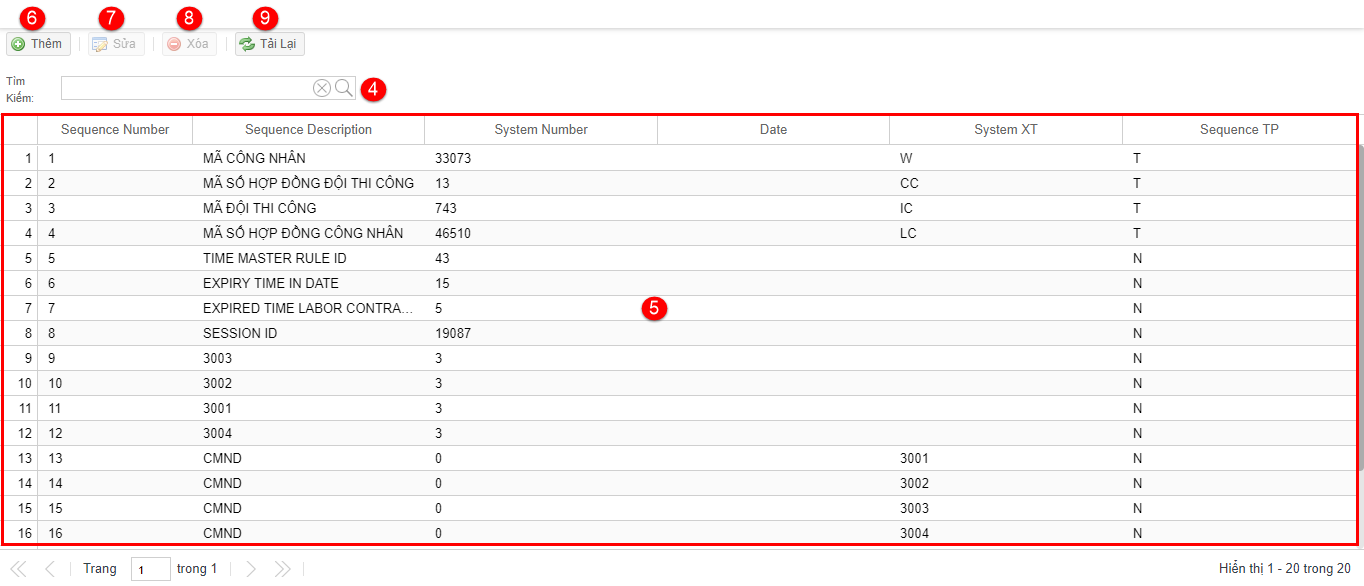 6 7 8 9
Thêm Sửa Xóa Tải Lại
Tìm
Kiếm:
4
Sequence Number Sequence Description System Number Date System XT Sequence TP
1 1 MÃ CÔNG NHÂN 33073 W T
2 2 MÃ SỐ HỢP ĐỒNG ĐỘI THI CÔNG 13 CC T
3 3 MÃ ĐỘI THI CÔNG 743 IC T
4 4 MÃ SỐ HỢP ĐỒNG CÔNG NHÂN 46510 LC T
5 5 TIME MASTER RULE ID 43 N
6 6 EXPIRY TIME IN DATE 15 N
7 7 EXPIRED TIME LABOR CONTRA... 5 5 N
8 8 SESSION ID 19087 N
9 9 3003 3 N
10 10 3002 3 N
11 11 3001 3 N
12 12 3004 3 N
13 13 CMND 0 3001 N
14 14 CMND 0 3002 N
15 15 CMND 0 3003 N
16 16 CMND 0 3004 N
Trang 1 trong 1 Hiển thị 1 - 20 trong 20